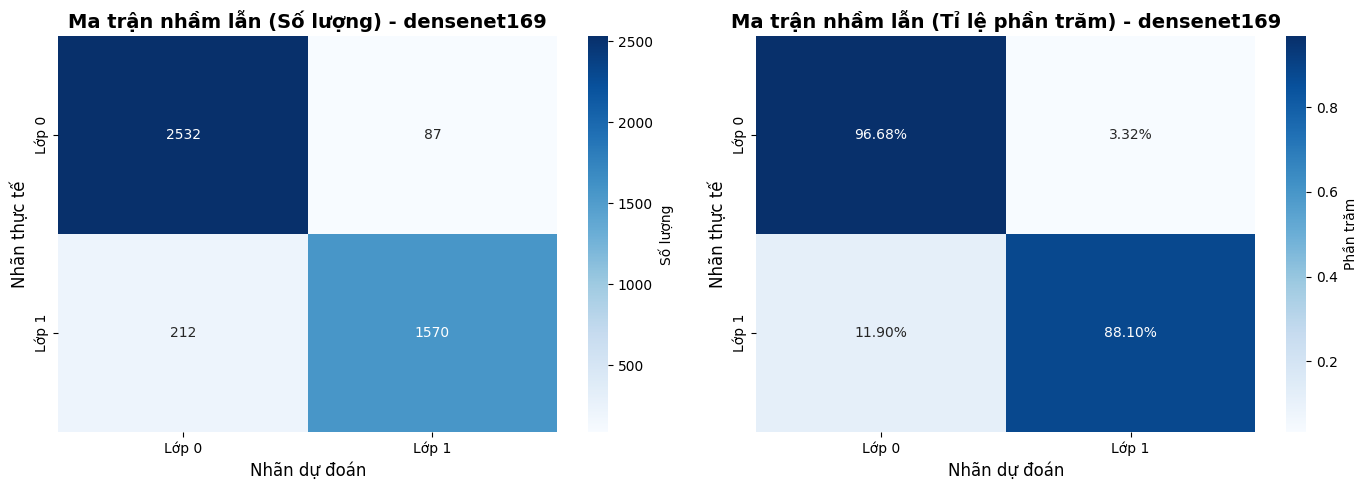 Ma trận nhầm lẫn (Số lượng) - densenet169
2532
87
212
1570
Lớp 0
Lớp 1
Nhãn thực tế
Lớp 0
Lớp 1
Nhãn dự đoán
2500
2000
1500
1000
500
Số lượng
Ma trận nhầm lẫn (Tỉ lệ phần trăm) - densenet169
96.68%
3.32%
11.90%
88.10%
Lớp 0
Lớp 1
Nhãn thực tế
Lớp 0
Lớp 1
Nhãn dự đoán
0.8
0.6
0.4
0.2
Phần trăm